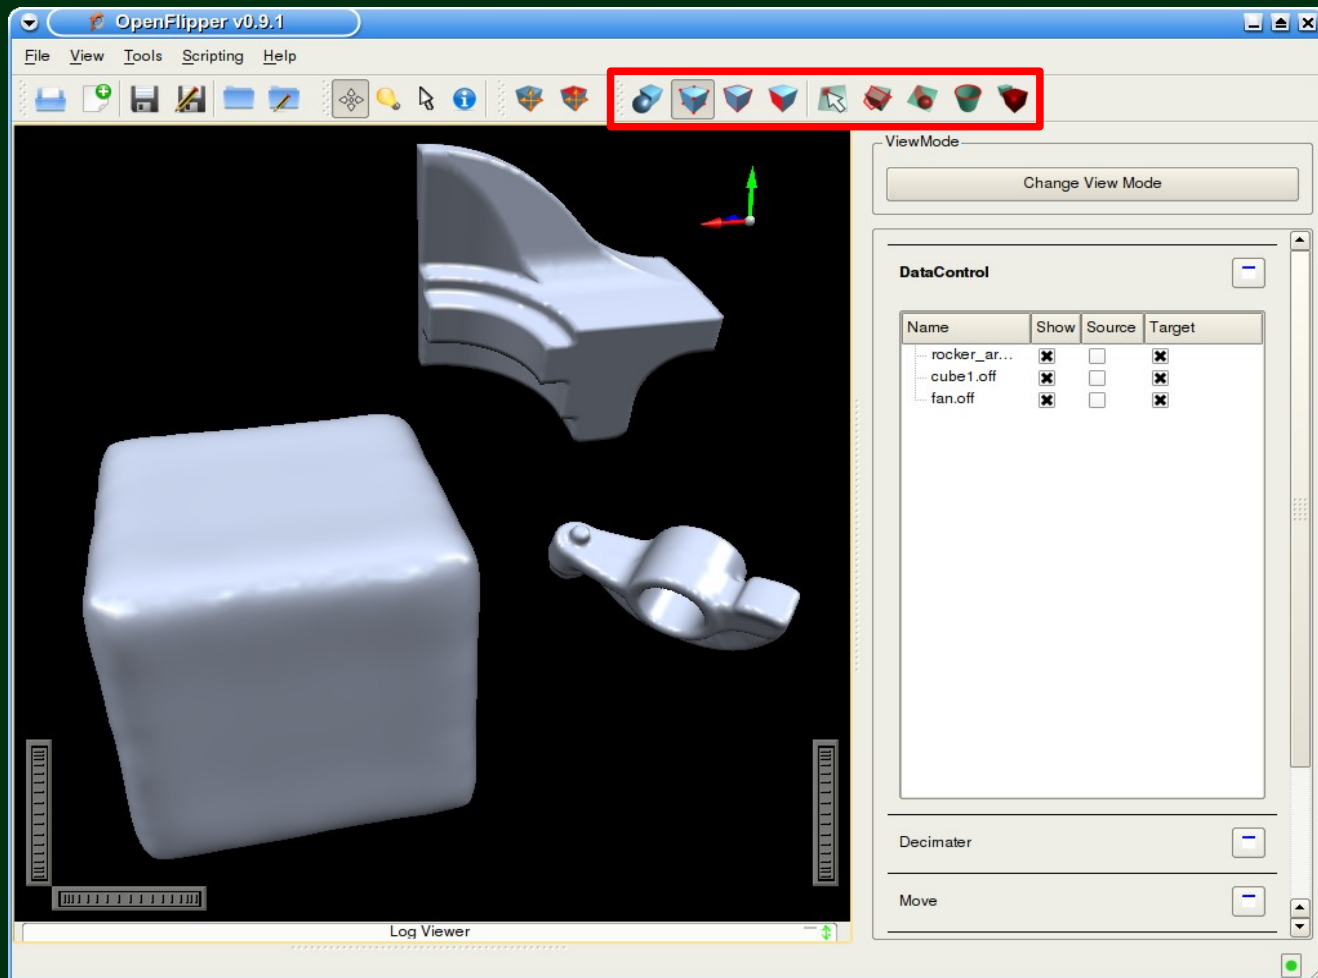 OpenFlipper v0.9.1
File View Tools Scripting Help
ViewMode
Change View Mode
DataControl
Name Show Source Target
rocker_ar...
cube1.off
fan.off
Decimater
Move
Log Viewer